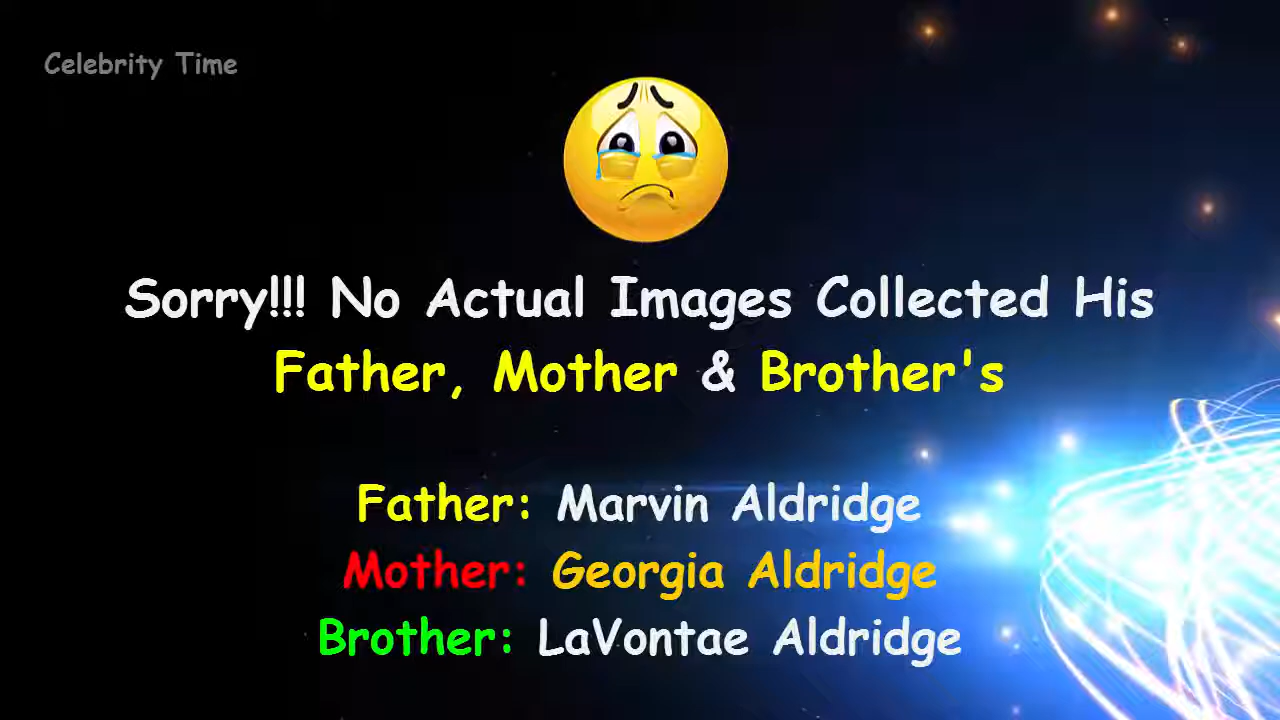 Celebrity Time
Sorry!!! No Actual Images Collected His
Father, Mother & Brother's
Father: Marvin Aldridge
Mother: Georgia Aldridge
Brother: LaVontae Aldridge